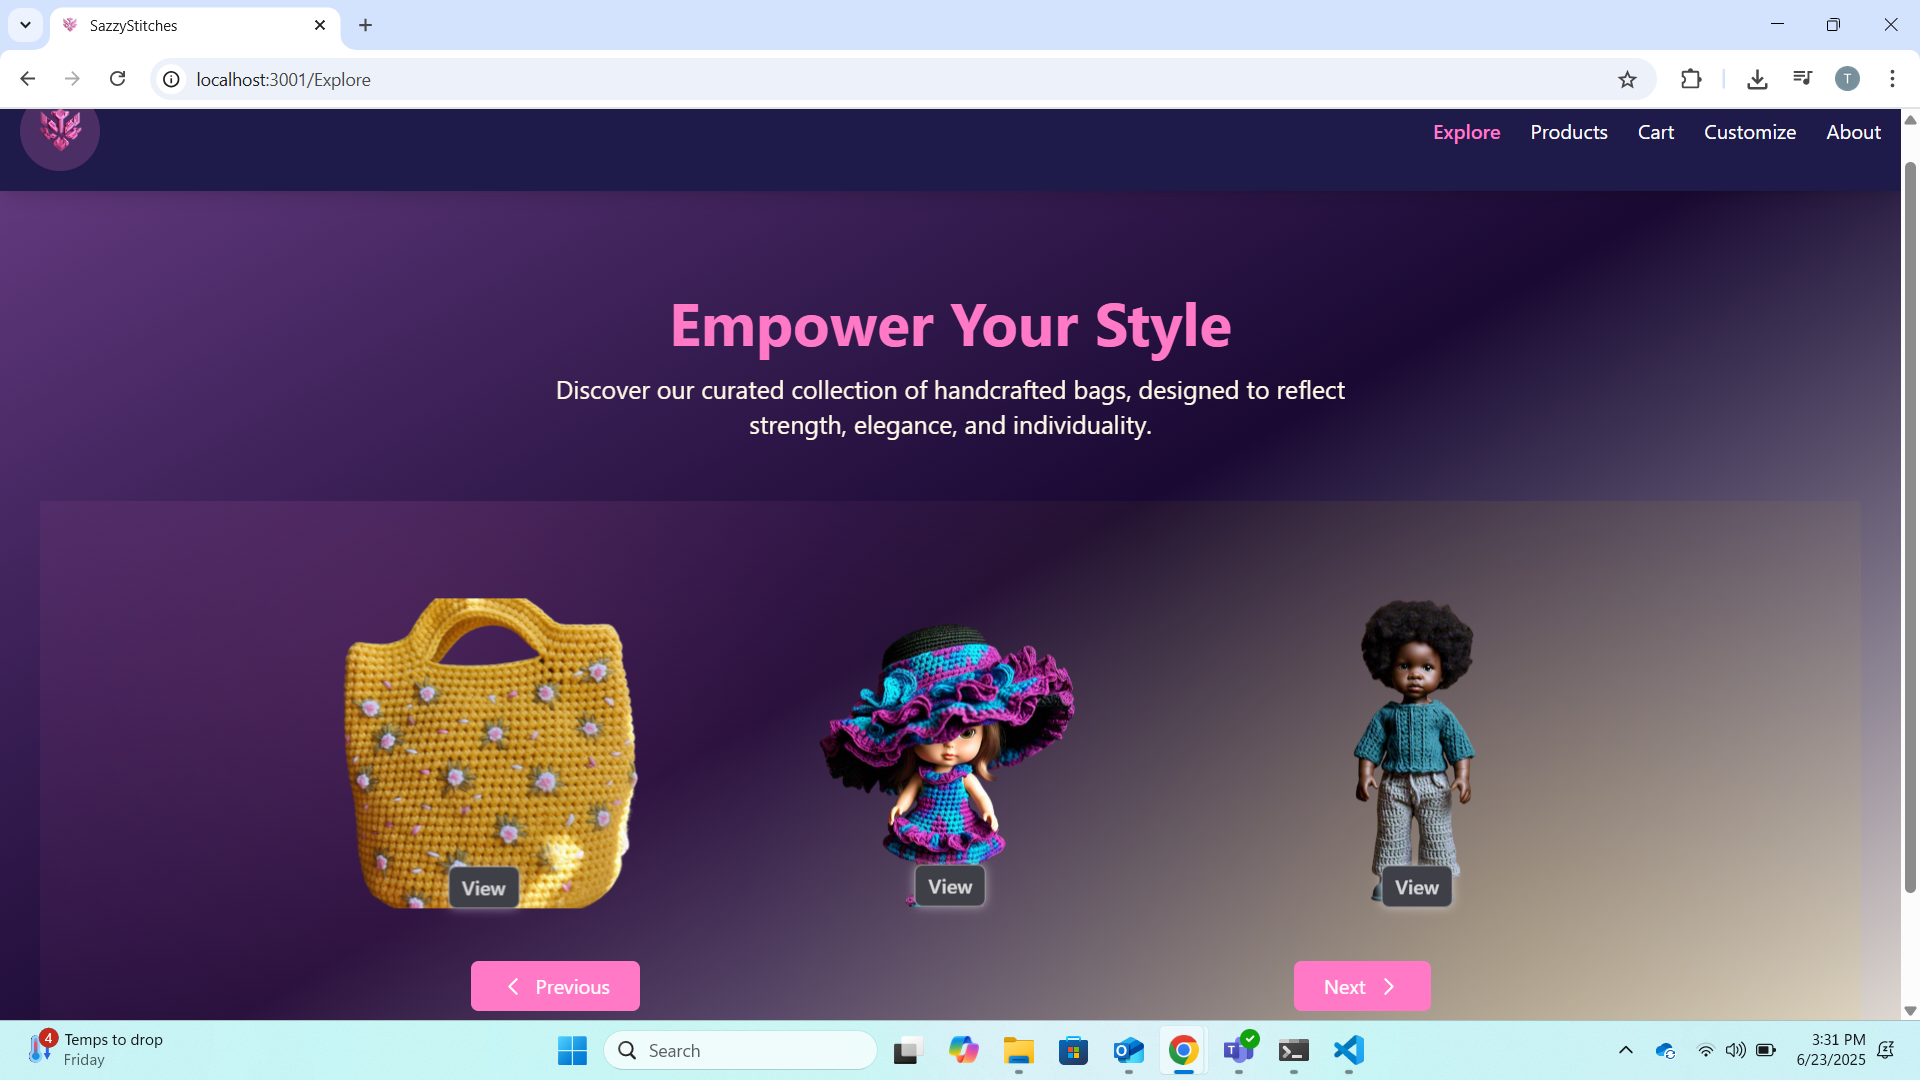 SazzyStitches
localhost:3001/Explore
T
Explore Products Cart Customize About
Empower Your Style
Discover our curated collection of handcrafted bags, designed to reflect
strength, elegance, and individuality.
View
View
View
Previous
Next
4
Temps to drop
Friday
Search
3:31 PM
6/23/2025